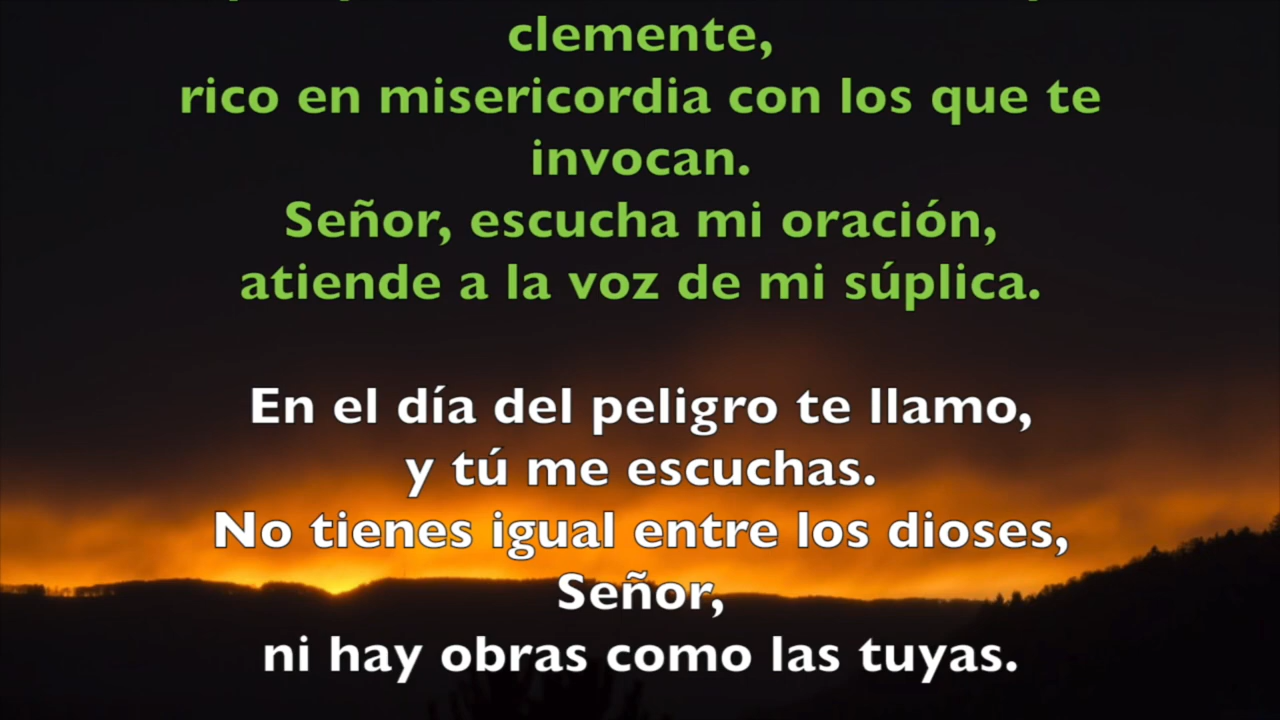 clemente,
rico en misericordia con los que te
invocan.
Señor, escucha mi oración,
atiende a la voz de mi súplica.
En el día del peligro te llamo,
y tú me escuchas.
No tienes igual entre los dioses,
Señor,
ni hay obras como las tuyas.